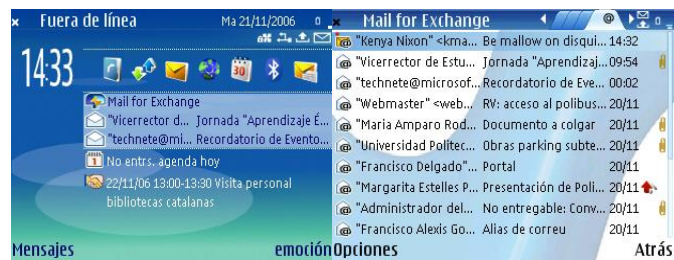 Fuera de línea
Ma 21/11/2006
14:33
Mail for Exchange
"Vicerrector d... Jornada "Aprendizaje É...
"technete@mi... Recordatorio de Evento...
No entrs. agenda hoy
22/11/06 13:00-13:30 Visita personal
bibliotecas catalanas
Mensajes
emoción
Mail for Exchange
"Kenya Nixon" <kma... Be mallow on disqui... 14:32
"Vicerrector de Estu... Jornada "Aprendizaj... 09:54
"technete@microsof... Recordatorio de Eve... 00:02
"Webmaster" <web... RV: acceso al polibus... 20/11
"Maria Amparo Rod... Documento a colgar 20/11
"Universidad Politec... Obras parking subte... 20/11
"Francisco Delgado"... Portal 20/11
"Margarita Estelles P... Presentación de Poli... 20/11
"Administrador del... No entregable: Conv... 20/11
"Francisco Alexis Go... Alias de correu 20/11
Opciones
Atrás